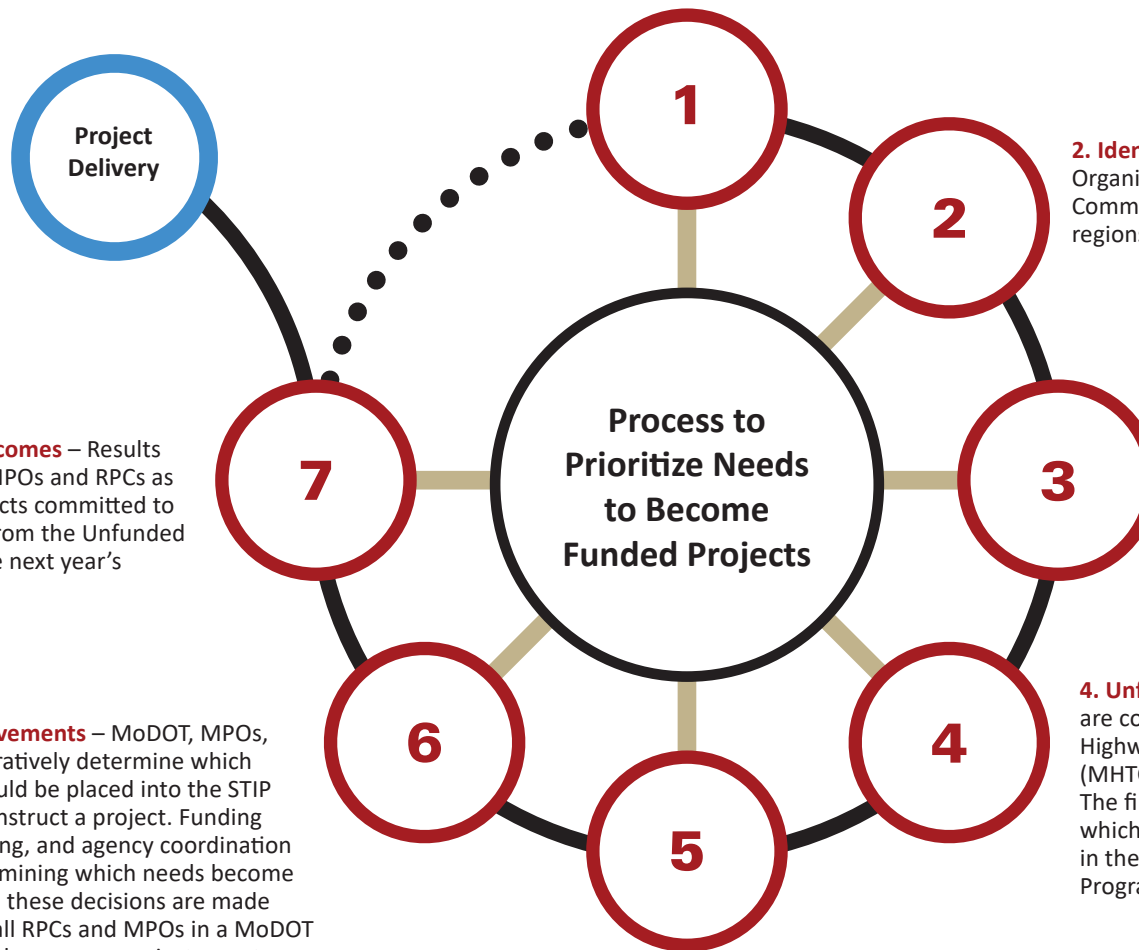 1
Project
Delivery
2. Iden
Organi
Comm
regions
2
Process to
Prioritize Needs
to Become
Funded Projects
3
7
comes – Results
MPOs and RPCs as
cts committed to
rom the Unfunded
e next year's
4. Unf
are co
Highw
(MHTC
The fi
which
in the
Progra
4
6
vements – MoDOT, MPOs,
ratively determine which
uld be placed into the STIP
nstruct a project. Funding
ng, and agency coordination
mining which needs become
these decisions are made
all RPCs and MPOs in a MoDOT
5